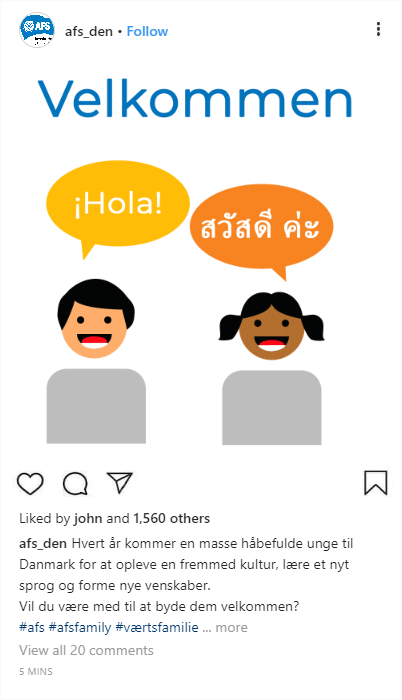 AFS
afs_den • Follow
Velkommen
¡Hola!
สวัสดี ค่ะ
Liked by john and 1,560 others
afs_den Hvert år kommer en masse håbefulde unge til
Danmark for at opleve en fremmed kultur, lære et nyt
sprog og forme nye venskaber.
Vil du være med til at byde dem velkommen?
#afs #afsfamily #værtsfamilie ... more
View all 20 comments
5 MINS